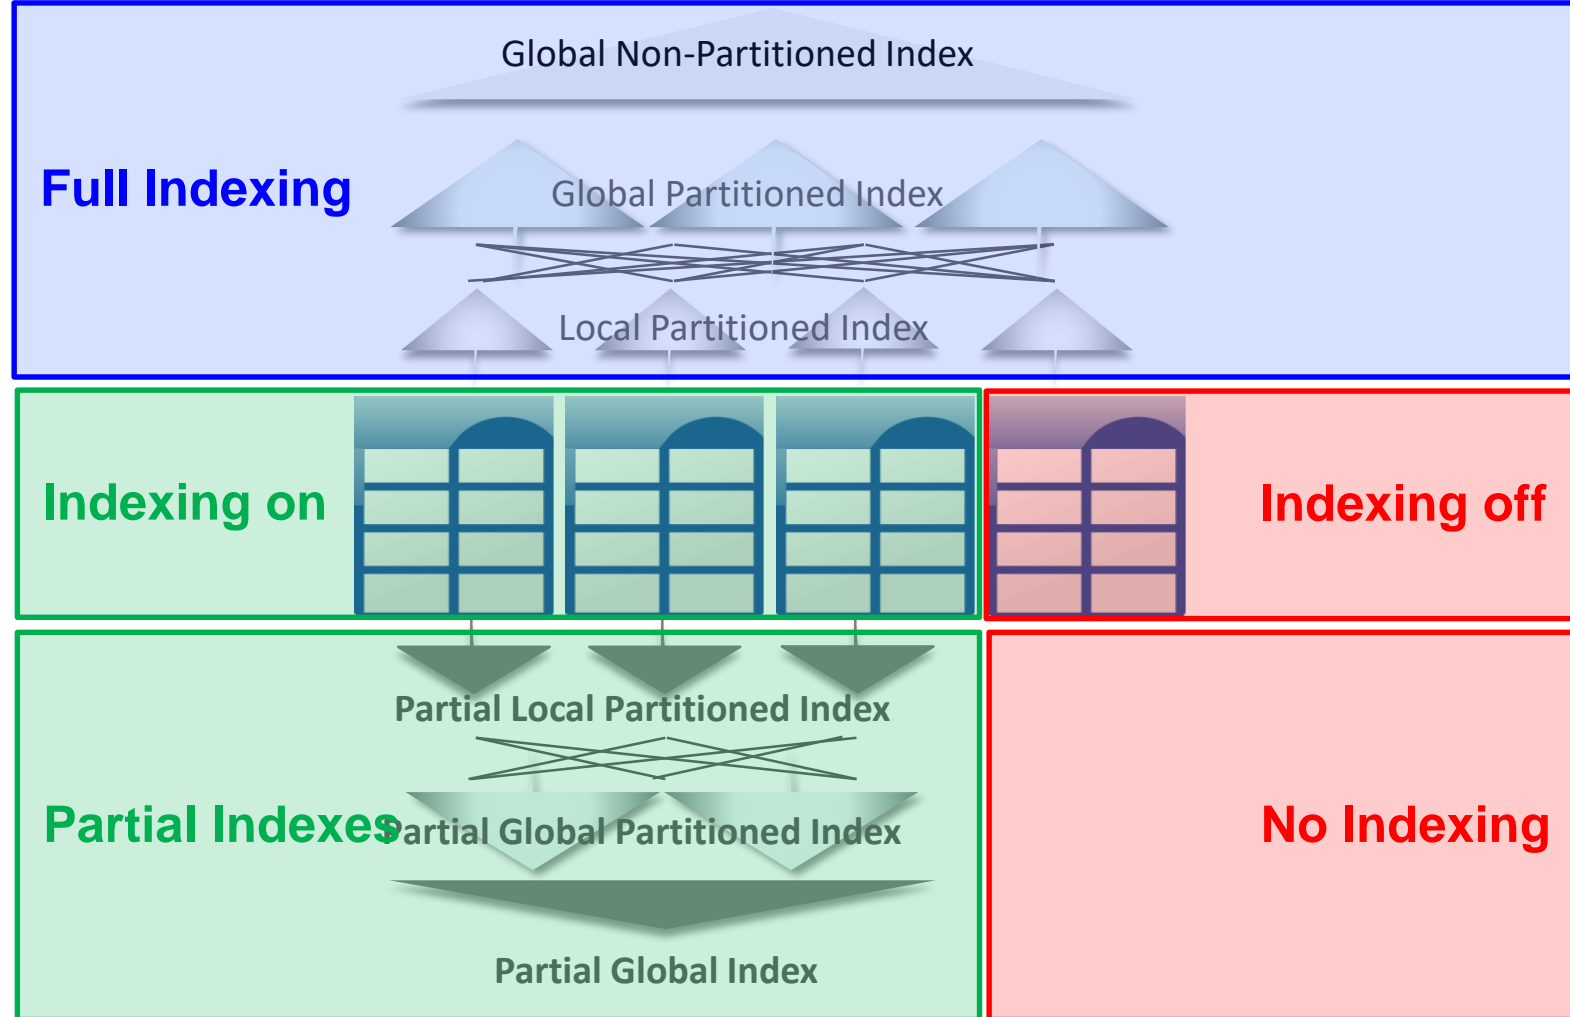 Global Non-Partitioned Index
Full Indexing
Global Partitioned Index
Local Partitioned Index
Indexing on
Indexing off
Partial Local Partitioned Index
Partial Indexes
Partial Global Partitioned Index
No Indexing
Partial Global Index